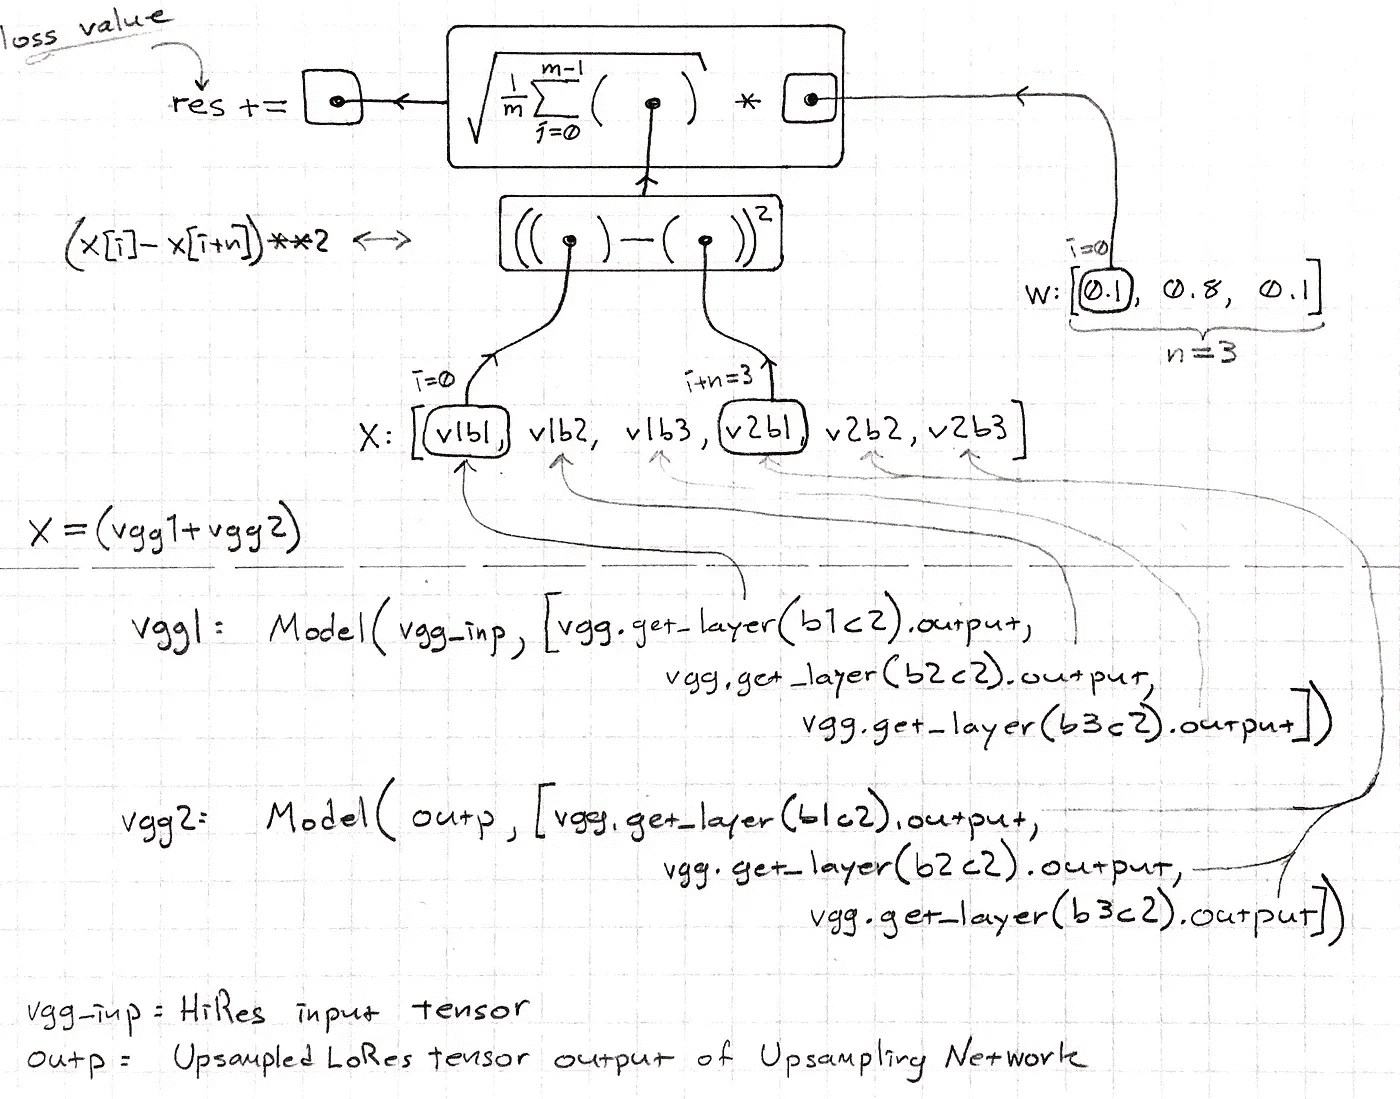 loss value
res += √ 1/m m-1 ∑ j=0 ( ) *
(x[i]-x[i+n])**2 ↔ (( ) — ( ))²
i=0
w: [0.1, 0.8, 0.1]
n=3
i=0 i+n=3
X: [v1b1, v1b2, v1b3, v2b1, v2b2, v2b3]
X = (vgg1+vgg2)
vgg1: Model(vgg_inp, [vgg.get_layer(b1c2).output,
vgg.get_layer(b2c2).output,
vgg.get_layer(b3c2).output])
vgg2: Model(outp, [vgg.get_layer(b1c2).output,
vgg.get_layer(b2c2).output,
vgg.get_layer(b3c2).output])
vgg_inp = HiRes input tensor
outp = Upsampled LoRes tensor output of Upsampling Network